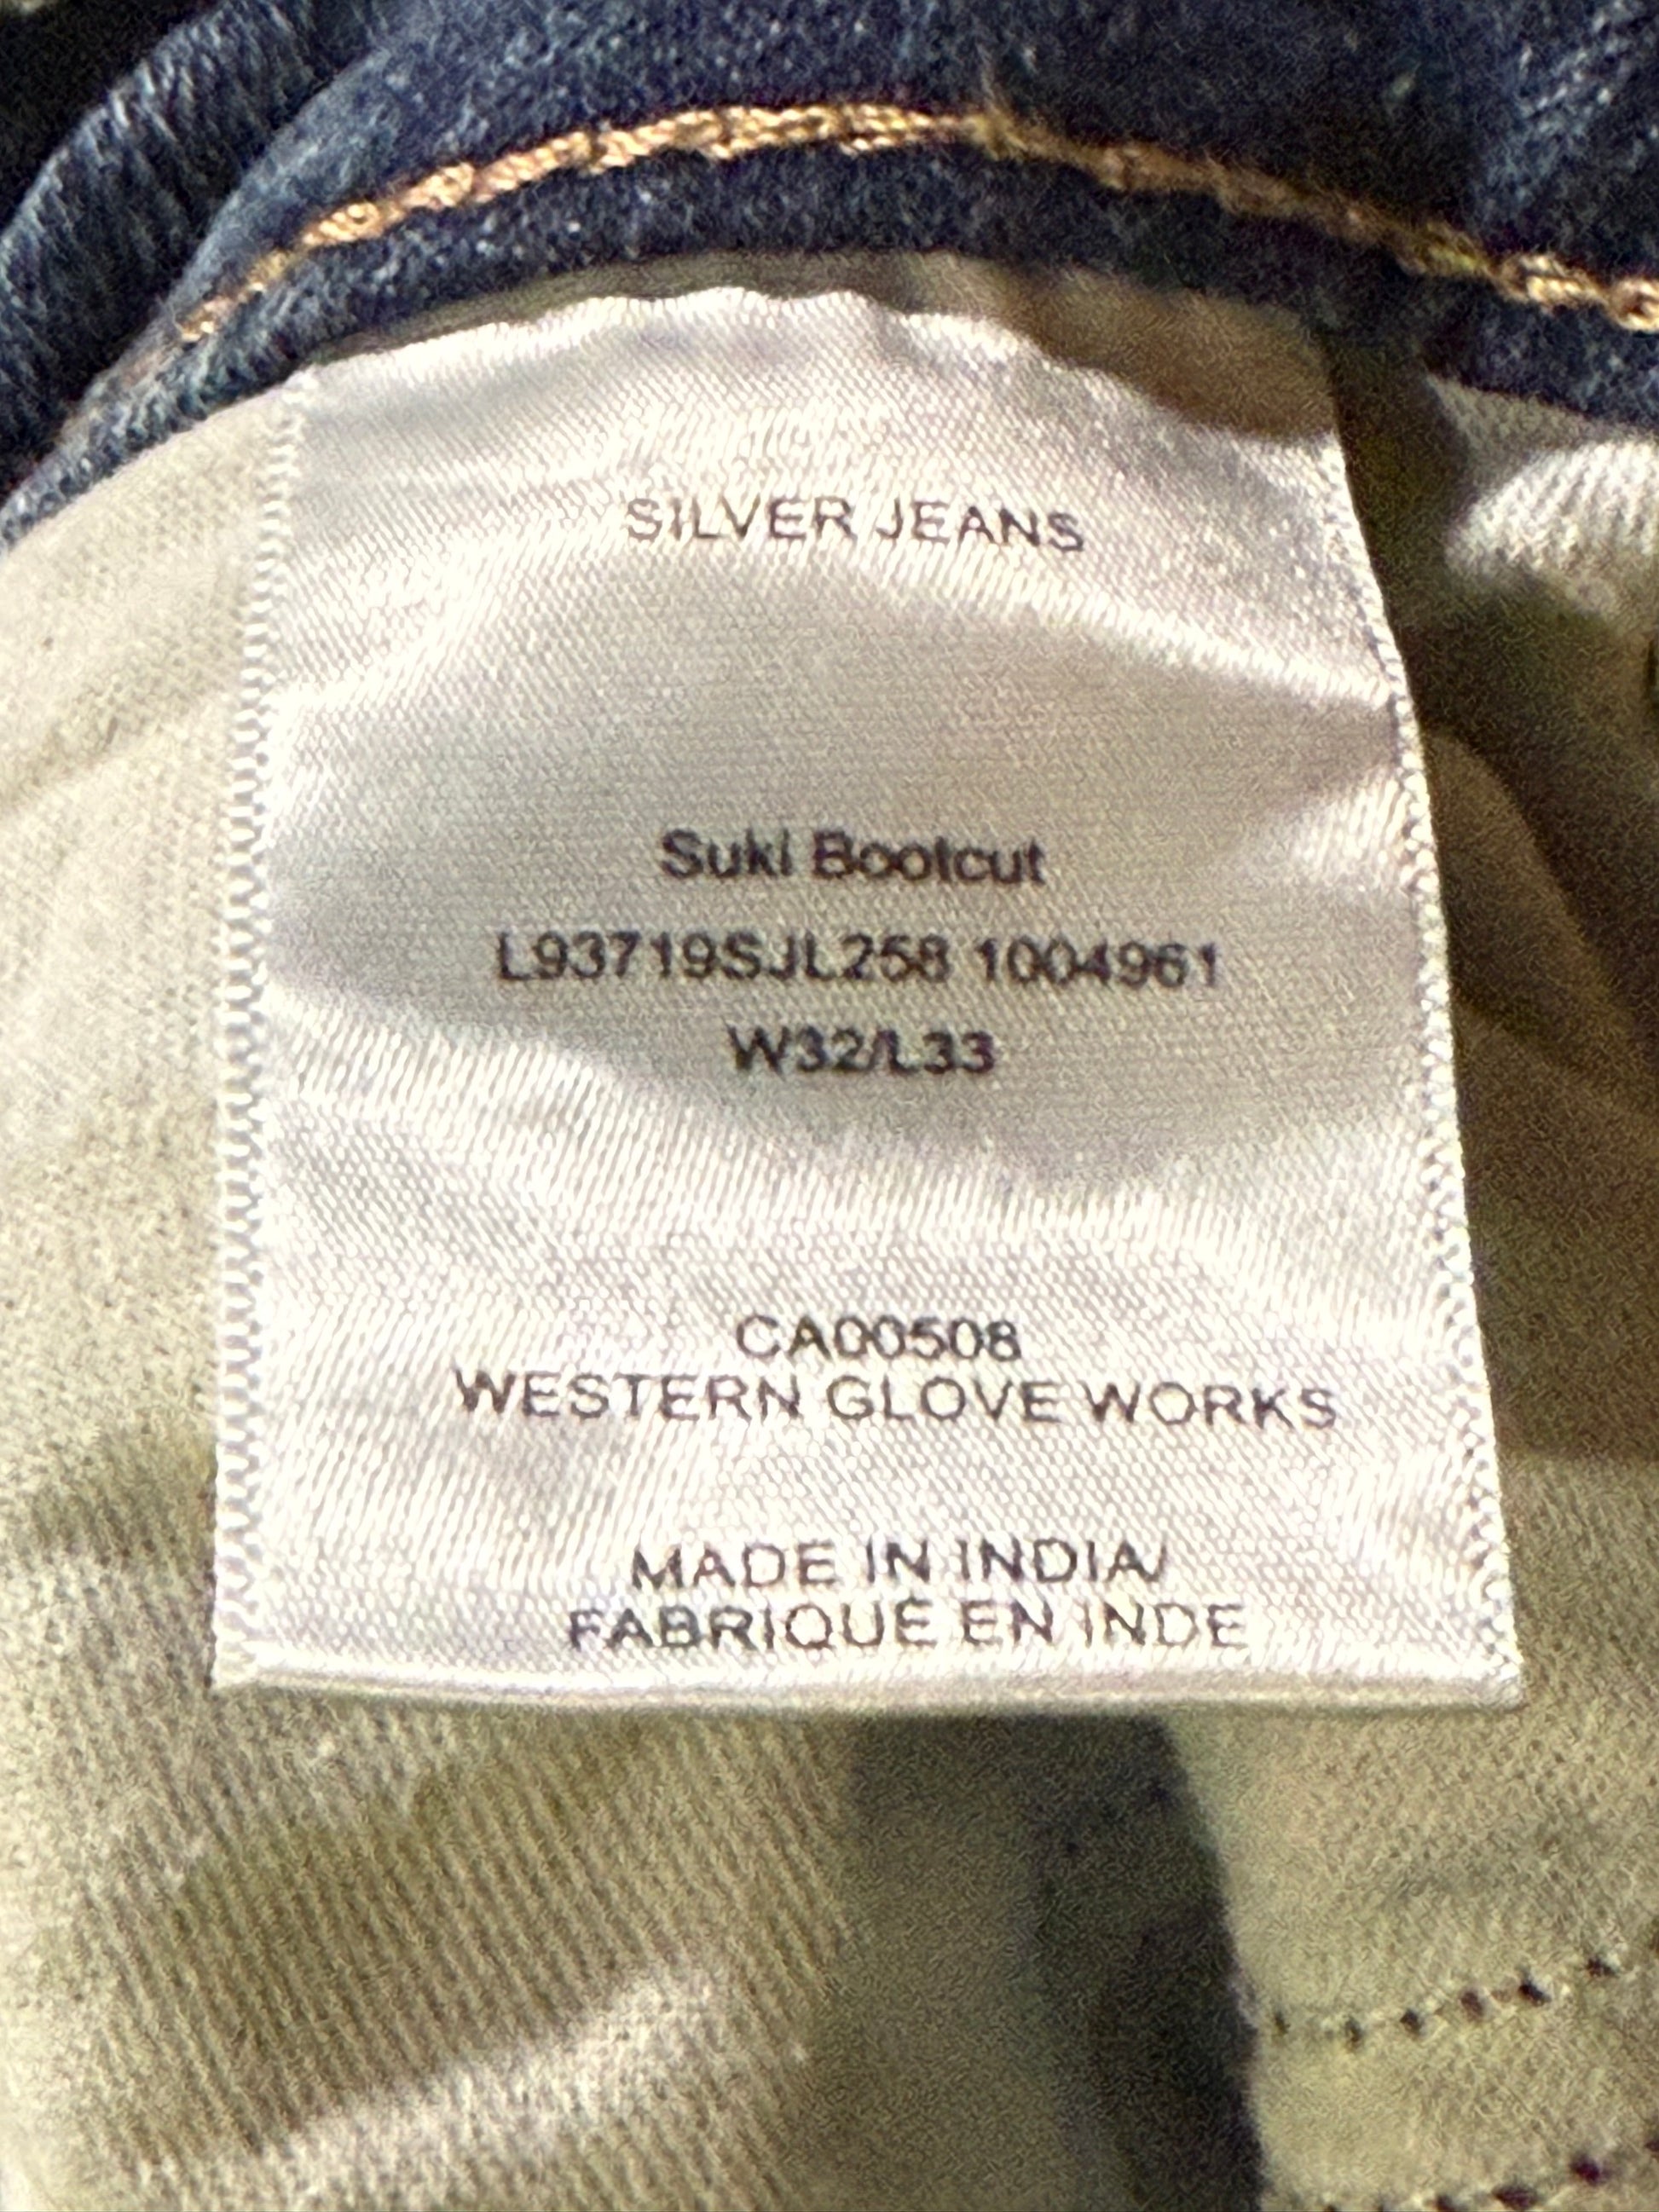 SILVER JEANS
Suki Bootcut
L93719SJL258 1004961
W32/L33
CA00508
WESTERN GLOVE WORKS
MADE IN INDIA/
FABRIQUÉ EN INDE